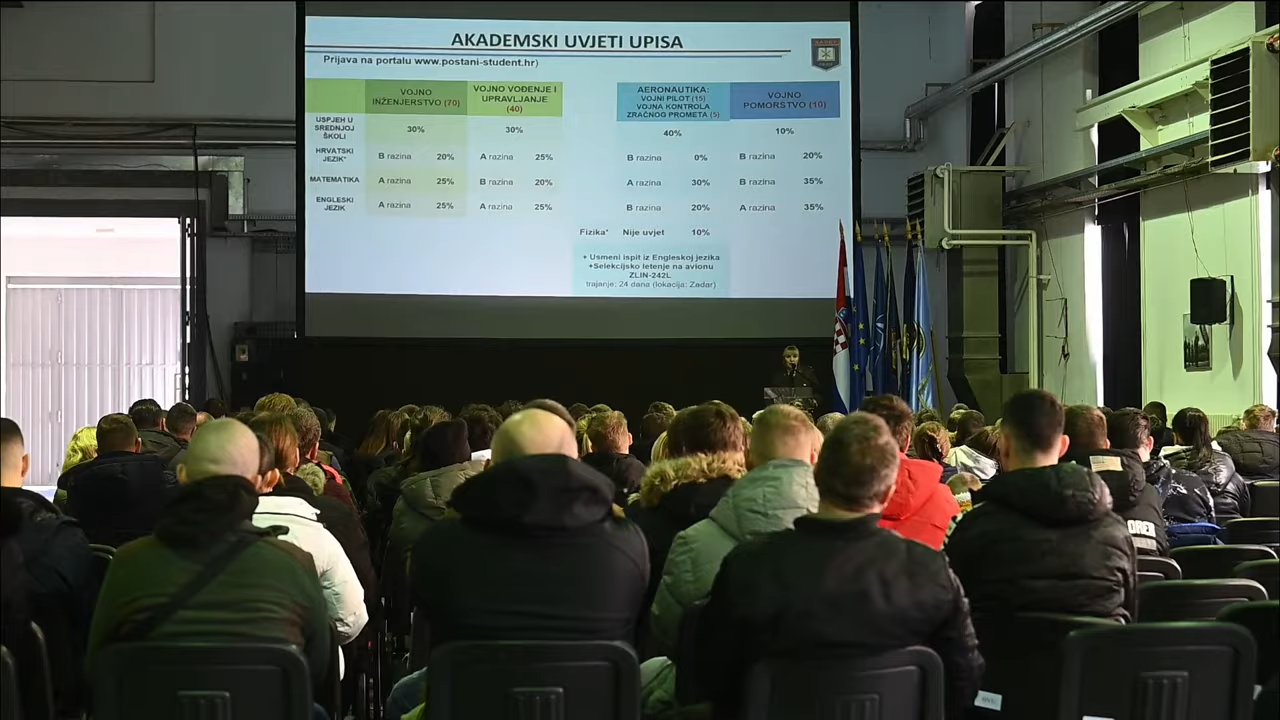 AKADEMSKI UVJETI UPISA
Prijava na portalu www.postani-student.hr)
VOJNO
INŽENJERSTVO (70)
VOJNO VOĐENJE I
UPRAVLJANJE
(40)
AERONAUTIKA:
VOJNI PILOT (15)
VOJNA KONTROLA
ZRAČNOG PROMETA (5)
VOJNO
POMORSTVO (10)
USPJEH U
SREDNJOJ
ŠKOLI
30% 30% 40% 10%
HRVATSKI
JEZIK*
B razina 20% A razina 25% B razina 0% B razina 20%
MATEMATIKA A razina 25% B razina 20% A razina 30% B razina 35%
ENGLESKI
JEZIK
A razina 25% A razina 25% B razina 20% A razina 35%
Fizika* Nije uvjet 10%
+ Usmeni ispit iz Engleskoj jezika
+Selekcijsko letenje na avionu
ZLIN-242L
trajanje: 24 dana (lokacija: Zadar)